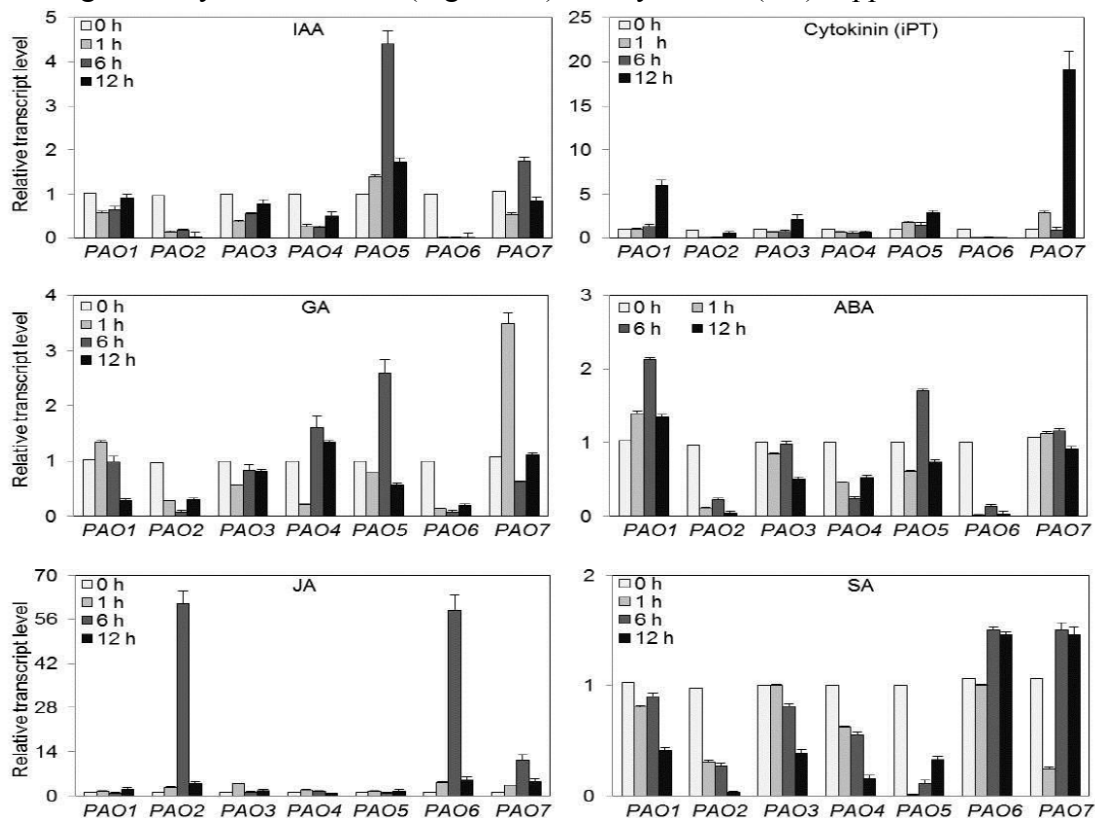 IAA
0 h
1 h
6 h
12 h
Relative transcript level
5
4
3
2
1
0
PAO1 PAO2 PAO3 PAO4 PAO5 PAO6 PAO7
Cytokinin (iPT)
0 h
1 h
6 h
12 h
25
20
15
10
5
0
PAO1 PAO2 PAO3 PAO4 PAO5 PAO6 PAO7
GA
0 h
1 h
6 h
12 h
Relative transcript level
4
3
2
1
0
PAO1 PAO2 PAO3 PAO4 PAO5 PAO6 PAO7
ABA
0 h 1 h
6 h 12 h
3
2
1
0
PAO1 PAO2 PAO3 PAO4 PAO5 PAO6 PAO7
JA
0 h
1 h
6 h
12 h
Relative transcript level
70
56
42
28
14
0
PAO1 PAO2 PAO3 PAO4 PAO5 PAO6 PAO7
SA
0 h
1 h
6 h
12 h
2
1
0
PAO1 PAO2 PAO3 PAO4 PAO5 PAO6 PAO7